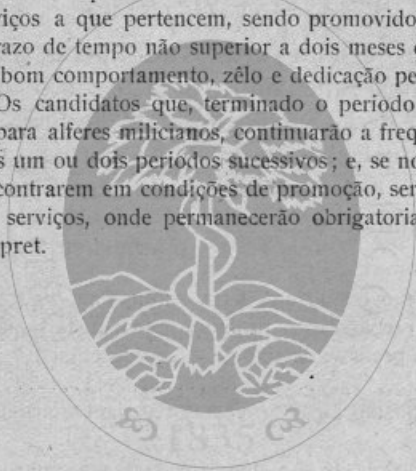 viços a que pertencem, sendo promovido
razo de tempo não superior a dois meses
bom comportamento, zêlo e dedicação pe
Os candidatos que, terminado o período
para alferes milicianos, continuarão a freq
s um ou dois períodos sucessivos; e, se no
contrarem em condições de promoção, ser
serviços, onde permanecerão obrigatoria
pret.
1835